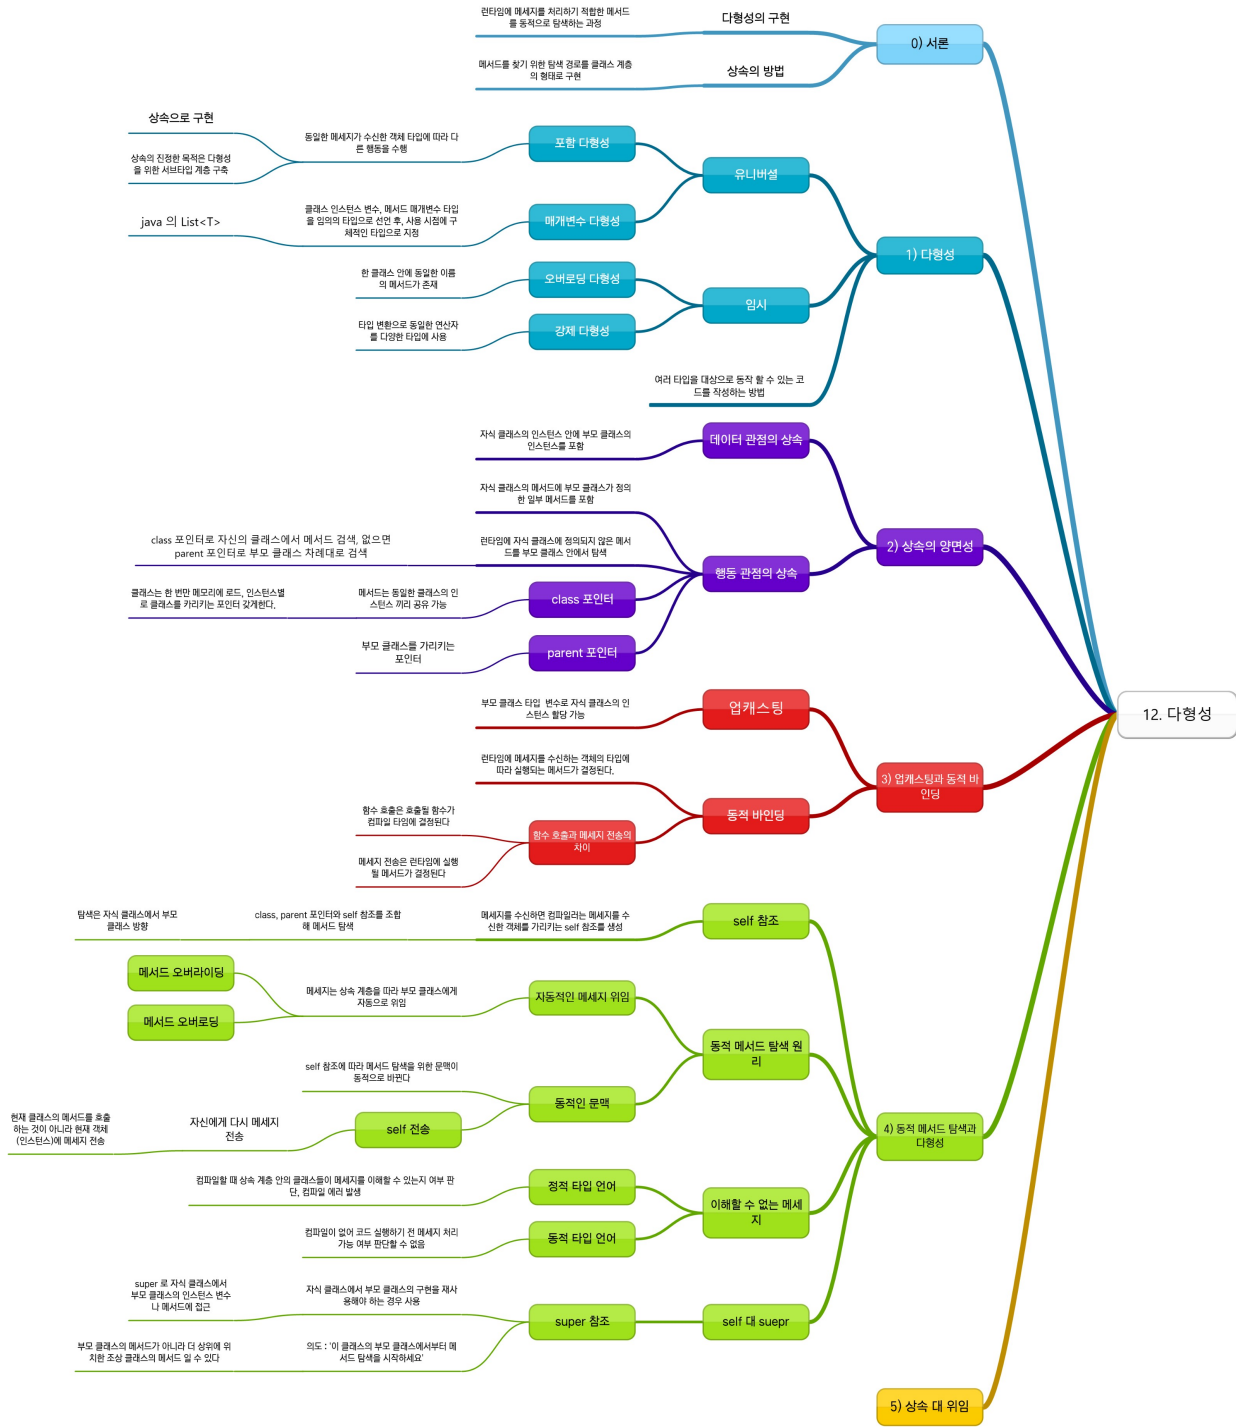 12. 다형성
0) 서론
다형성의 구현
런타임에 메세지를 처리하기 적합한 메서드
를 동적으로 탐색하는 과정
상속의 방법
메서드를 찾기 위한 탐색 경로를 클래스 계층
의 형태로 구현
1) 다형성
유니버셜
포함 다형성
동일한 메세지가 수신한 객체 타입에 따라 다
른 행동을 수행
상속으로 구현
상속의 진정한 목적은 다형성
을 위한 서브타입 계층 구축
매개변수 다형성
클래스 인스턴스 변수, 메서드 매개변수 타입
을 임의의 타입으로 선언 후, 사용 시점에 구
체적인 타입으로 지정
java 의 List<T>
임시
오버로딩 다형성
한 클래스 안에 동일한 이름
의 메서드가 존재
강제 다형성
타입 변환으로 동일한 연산자
를 다양한 타입에 사용
여러 타입을 대상으로 동작 할 수 있는 코
드를 작성하는 방법
2) 상속의 양면성
데이터 관점의 상속
자식 클래스의 인스턴스 안에 부모 클래스의
인스턴스를 포함
행동 관점의 상속
자식 클래스의 메서드에 부모 클래스가 정의
한 일부 메서드를 포함
런타임에 자식 클래스에 정의되지 않은 메서
드를 부모 클래스 안에서 탐색
class 포인터로 자신의 클래스에서 메서드 검색, 없으면
parent 포인터로 부모 클래스 차례대로 검색
class 포인터
메서드는 동일한 클래스의 인
스턴스 끼리 공유 가능
클래스는 한 번만 메모리에 로드, 인스턴스별
로 클래스를 카리키는 포인터 갖게한다.
parent 포인터
부모 클래스를 가리키는
포인터
3) 업캐스팅과 동적 바
인딩
업캐스팅
부모 클래스 타입 변수로 자식 클래스의 인
스턴스 할당 가능
동적 바인딩
런타임에 메세지를 수신하는 객체의 타입에
따라 실행되는 메서드가 결정된다.
함수 호출과 메세지 전송의
차이
함수 호출은 호출될 함수가
컴파일 타임에 결점된다
메세지 전송은 런타임에 실행
될 메서드가 결정된다
4) 동적 메서드 탐색과
다형성
self 참조
메세지를 수신하면 컴파일러는 메세지를 수
신한 객체를 가리키는 self 참조를 생성
class, parent 포인터와 self 참조를 조합
해 메서드 탐색
탐색은 자식 클래스에서 부모
클래스 방향
동적 메서드 탐색 원
리
자동적인 메세지 위임
메세지는 상속 계층을 따라 부모 클래스에게
자동으로 위임
메서드 오버라이딩
메서드 오버로딩
동적인 문맥
self 참조에 따라 메서드 탐색을 위한 문맥이
동적으로 바뀐다
self 전송
자신에게 다시 메세지
전송
현재 클래스의 메서드를 호출
하는 것이 아니라 현재 객체
(인스턴스)에 메세지 전송
이해할 수 없는 메세
지
정적 타입 언어
컴파일할 때 상속 계층 안의 클래스들이 메세지를 이해할 수 있는지 여부 판
단, 컴파일 에러 발생
동적 타입 언어
컴파일이 없어 코드 실행하기 전 메세지 처리
가능 여부 판단할 수 없음
self 대 suepr
super 참조
자식 클래스에서 부모 클래스의 구현을 재사
용해야 하는 경우 사용
super 로 자식 클래스에서
부모 클래스의 인스턴스 변수
나 메서드에 접근
의도 : '이 클래스의 부모 클래스에서부터 메
서드 탐색을 시작하세요'
부모 클래스의 메서드가 아니라 더 상위에 위
치한 조상 클래스의 메서드 일 수 있다
5) 상속 대 위임